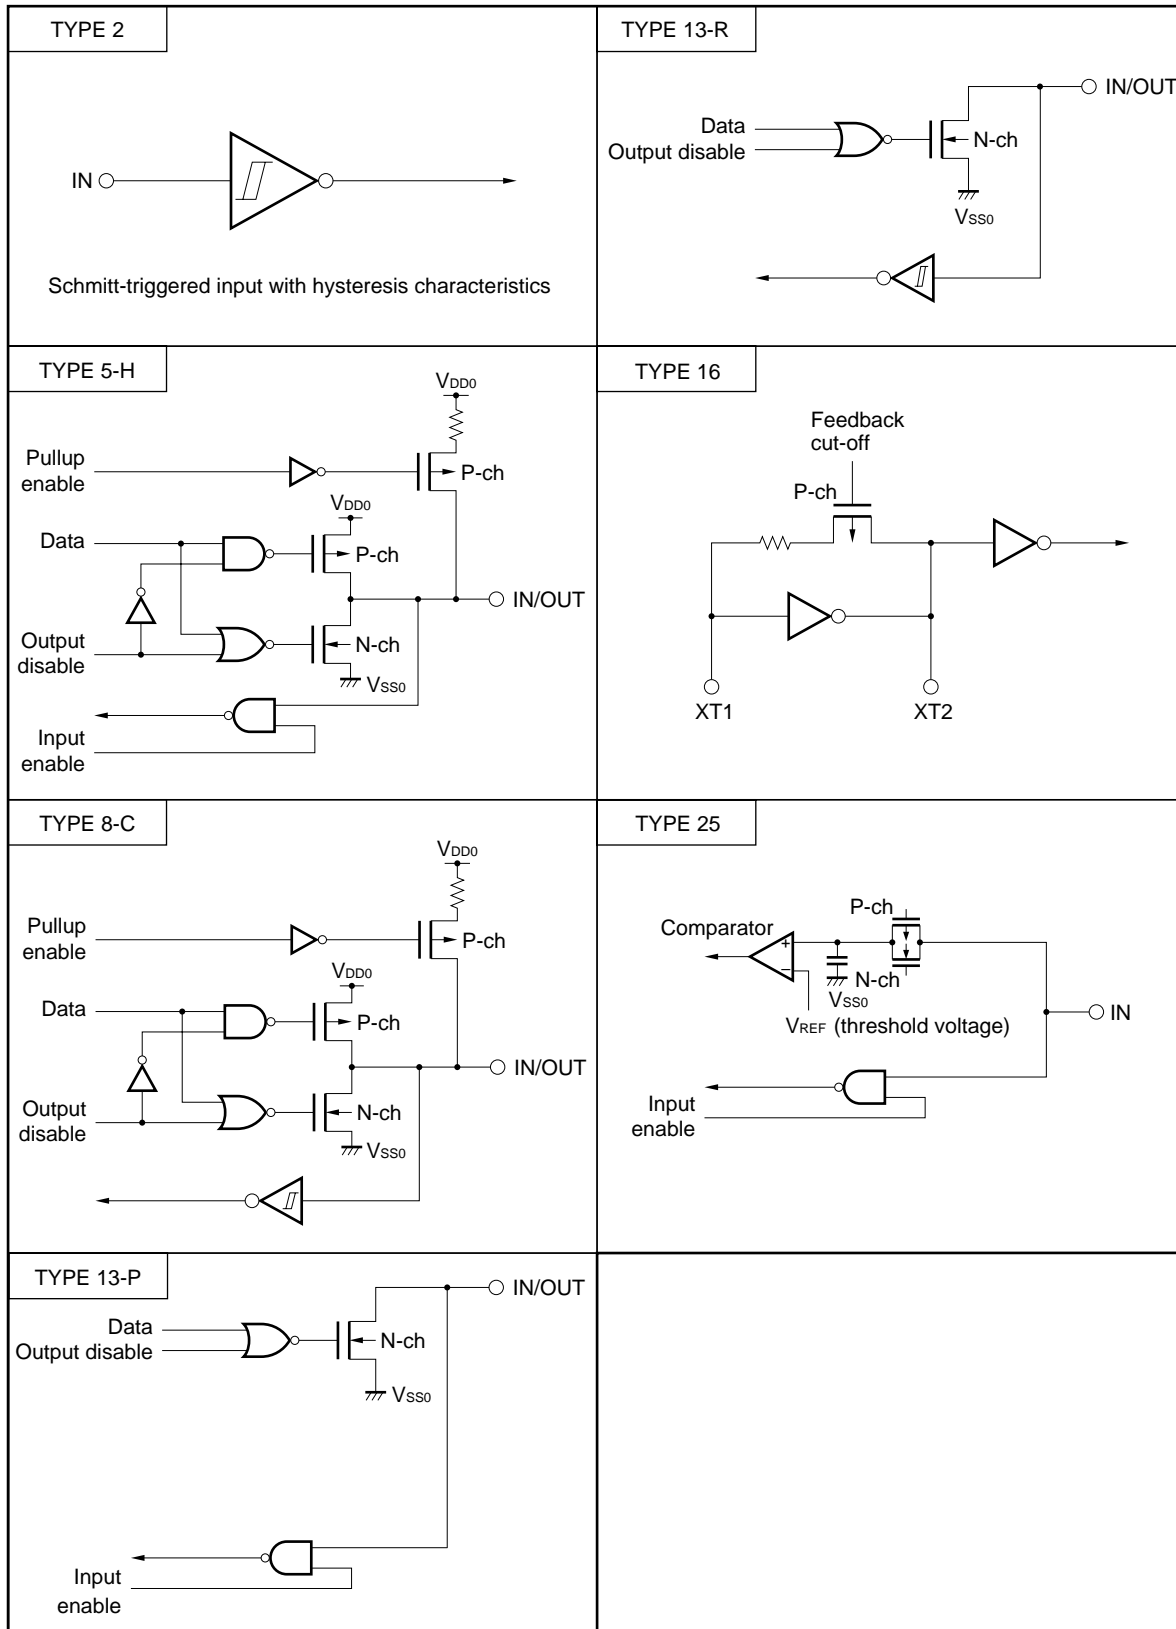 TYPE 2
IN
Schmitt-triggered input with hysteresis characteristics
TYPE 13-R
IN/OUT
Data
Output disable
N-ch
VSS0
TYPE 5-H
VDD0
Pullup
enable
P-ch
VDD0
Data
P-ch
IN/OUT
Output
disable
N-ch
VSS0
Input
enable
TYPE 16
Feedback
cut-off
P-ch
XT1
XT2
TYPE 8-C
VDD0
Pullup
enable
P-ch
VDD0
Data
P-ch
IN/OUT
Output
disable
N-ch
VSS0
TYPE 25
P-ch
Comparator
+
−
N-ch
VSS0
VREF (threshold voltage)
IN
Input
enable
TYPE 13-P
IN/OUT
Data
Output disable
N-ch
VSS0
Input
enable